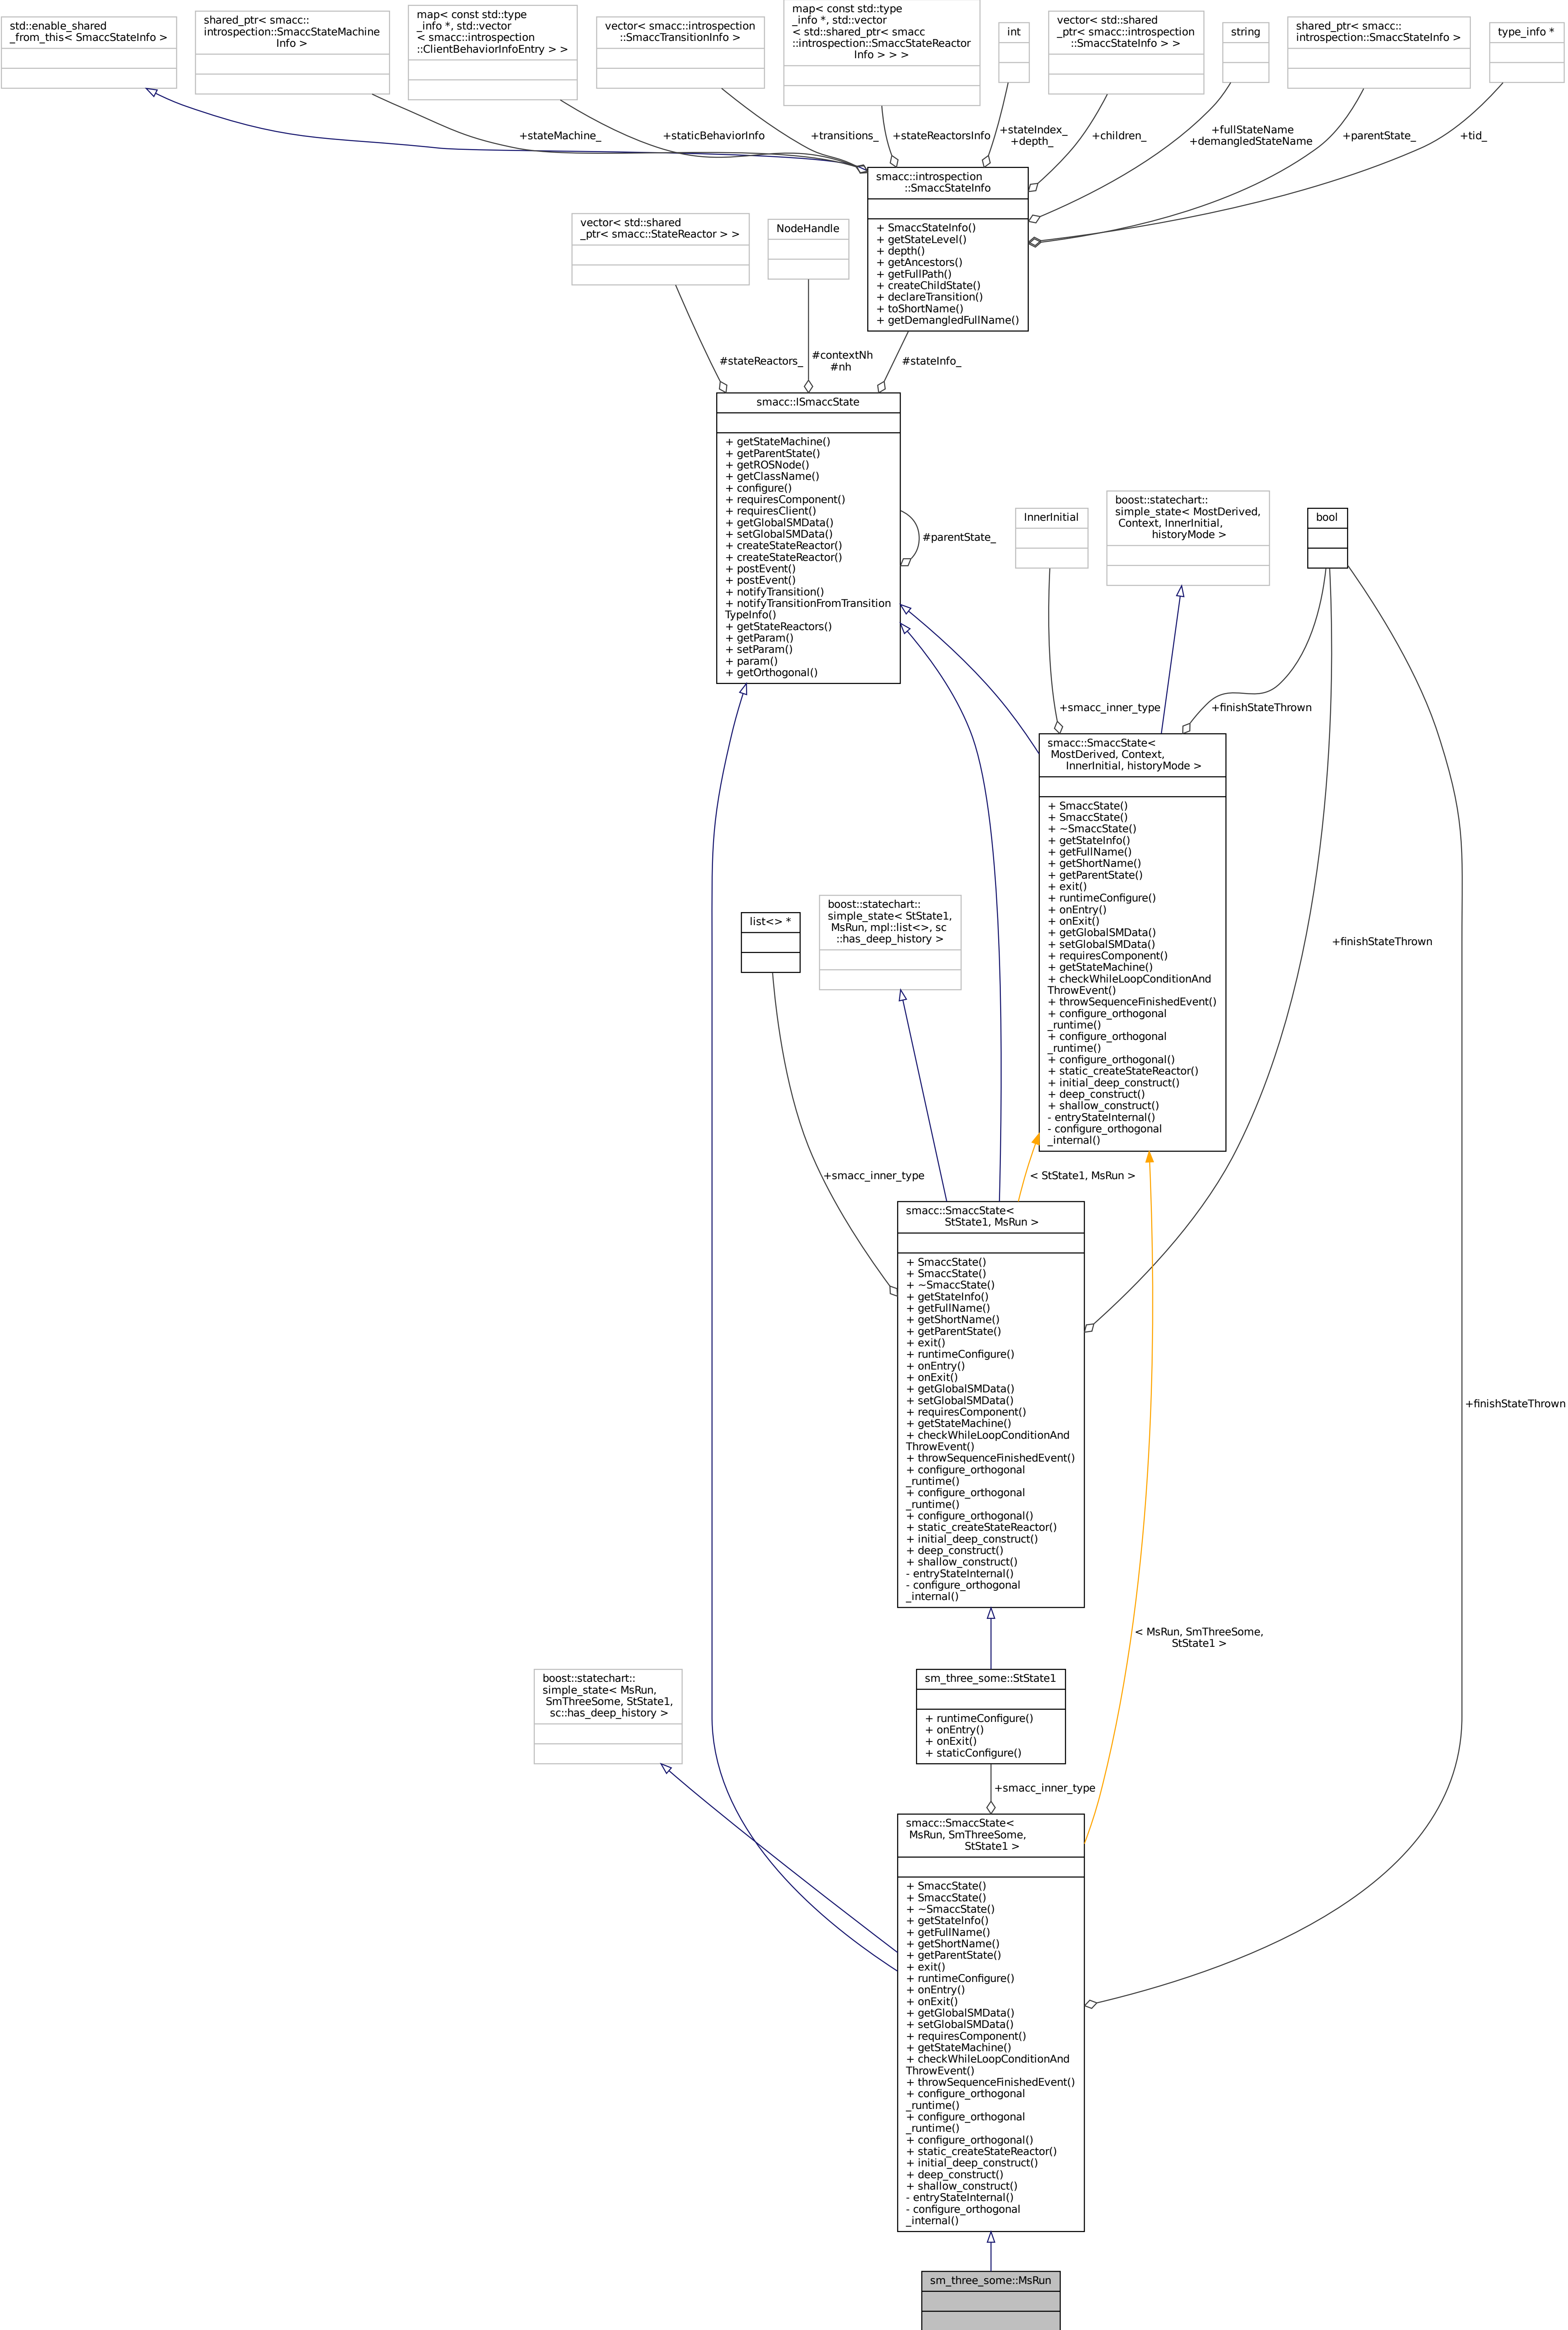 std::enable_shared
_from_this< SmaccStateInfo >
shared_ptr< smacc::
introspection::SmaccStateMachine
Info >
map< const std::type
_info *, std::vector
< smacc::introspection
::ClientBehaviorInfoEntry > >
vector< smacc::introspection
::SmaccTransitionInfo >
map< const std::type
_info *, std::vector
< std::shared_ptr< smacc
::introspection::SmaccStateReactor
Info > > >
int
vector< std::shared
_ptr< smacc::introspection
::SmaccStateInfo > >
string
shared_ptr< smacc::
introspection::SmaccStateInfo >
type_info *
+stateMachine_
+staticBehaviorInfo
+transitions_
+stateReactorsInfo
+stateIndex_
+depth_
+children_
+fullStateName
+demangledStateName
+parentState_
+tid_
smacc::introspection
::SmaccStateInfo
+ SmaccStateInfo()
+ getStateLevel()
+ depth()
+ getAncestors()
+ getFullPath()
+ createChildState()
+ declareTransition()
+ toShortName()
+ getDemangledFullName()
vector< std::shared
_ptr< smacc::StateReactor > >
NodeHandle
#stateReactors_
#contextNh
#nh
#stateInfo_
smacc::ISmaccState
+ getStateMachine()
+ getParentState()
+ getROSNode()
+ getClassName()
+ configure()
+ requiresComponent()
+ requiresClient()
+ getGlobalSMData()
+ setGlobalSMData()
+ createStateReactor()
+ createStateReactor()
+ postEvent()
+ postEvent()
+ notifyTransition()
+ notifyTransitionFromTransition
TypeInfo()
+ getStateReactors()
+ getParam()
+ setParam()
+ param()
+ getOrthogonal()
#parentState_
InnerInitial
boost::statechart::
simple_state< MostDerived,
Context, InnerInitial,
historyMode >
bool
+smacc_inner_type
+finishStateThrown
smacc::SmaccState<
MostDerived, Context,
InnerInitial, historyMode >
+ SmaccState()
+ SmaccState()
+ ~SmaccState()
+ getStateInfo()
+ getFullName()
+ getShortName()
+ getParentState()
+ exit()
+ runtimeConfigure()
+ onEntry()
+ onExit()
+ getGlobalSMData()
+ setGlobalSMData()
+ requiresComponent()
+ getStateMachine()
+ checkWhileLoopConditionAnd
ThrowEvent()
+ throwSequenceFinishedEvent()
+ configure_orthogonal
_runtime()
+ configure_orthogonal
_runtime()
+ configure_orthogonal()
+ static_createStateReactor()
+ initial_deep_construct()
+ deep_construct()
+ shallow_construct()
- entryStateInternal()
- configure_orthogonal
_internal()
list<> *
boost::statechart::
simple_state< StState1,
MsRun, mpl::list<>, sc
::has_deep_history >
+finishStateThrown
+smacc_inner_type
< StState1, MsRun >
smacc::SmaccState<
StState1, MsRun >
+ SmaccState()
+ SmaccState()
+ ~SmaccState()
+ getStateInfo()
+ getFullName()
+ getShortName()
+ getParentState()
+ exit()
+ runtimeConfigure()
+ onEntry()
+ onExit()
+ getGlobalSMData()
+ setGlobalSMData()
+ requiresComponent()
+ getStateMachine()
+ checkWhileLoopConditionAnd
ThrowEvent()
+ throwSequenceFinishedEvent()
+ configure_orthogonal
_runtime()
+ configure_orthogonal
_runtime()
+ configure_orthogonal()
+ static_createStateReactor()
+ initial_deep_construct()
+ deep_construct()
+ shallow_construct()
- entryStateInternal()
- configure_orthogonal
_internal()
+finishStateThrown
< MsRun, SmThreeSome,
StState1 >
boost::statechart::
simple_state< MsRun,
SmThreeSome, StState1,
sc::has_deep_history >
sm_three_some::StState1
+ runtimeConfigure()
+ onEntry()
+ onExit()
+ staticConfigure()
+smacc_inner_type
smacc::SmaccState<
MsRun, SmThreeSome,
StState1 >
+ SmaccState()
+ SmaccState()
+ ~SmaccState()
+ getStateInfo()
+ getFullName()
+ getShortName()
+ getParentState()
+ exit()
+ runtimeConfigure()
+ onEntry()
+ onExit()
+ getGlobalSMData()
+ setGlobalSMData()
+ requiresComponent()
+ getStateMachine()
+ checkWhileLoopConditionAnd
ThrowEvent()
+ throwSequenceFinishedEvent()
+ configure_orthogonal
_runtime()
+ configure_orthogonal
_runtime()
+ configure_orthogonal()
+ static_createStateReactor()
+ initial_deep_construct()
+ deep_construct()
+ shallow_construct()
- entryStateInternal()
- configure_orthogonal
_internal()
sm_three_some::MsRun